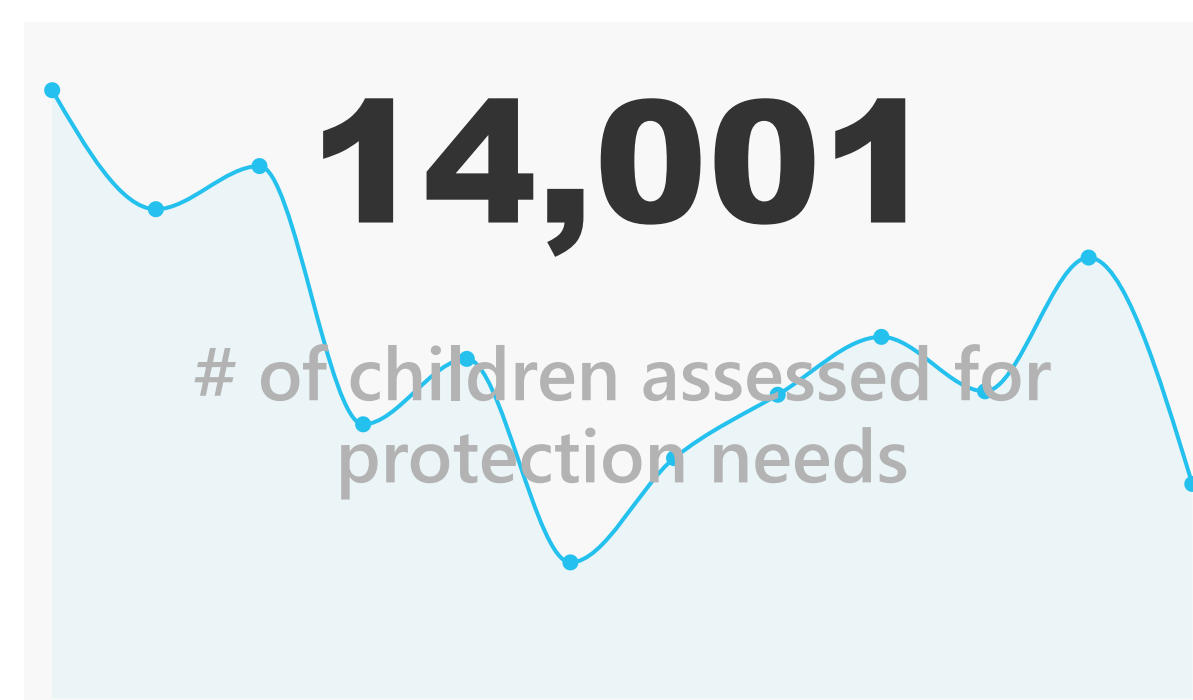 14,001
# of children assessed for
protection needs